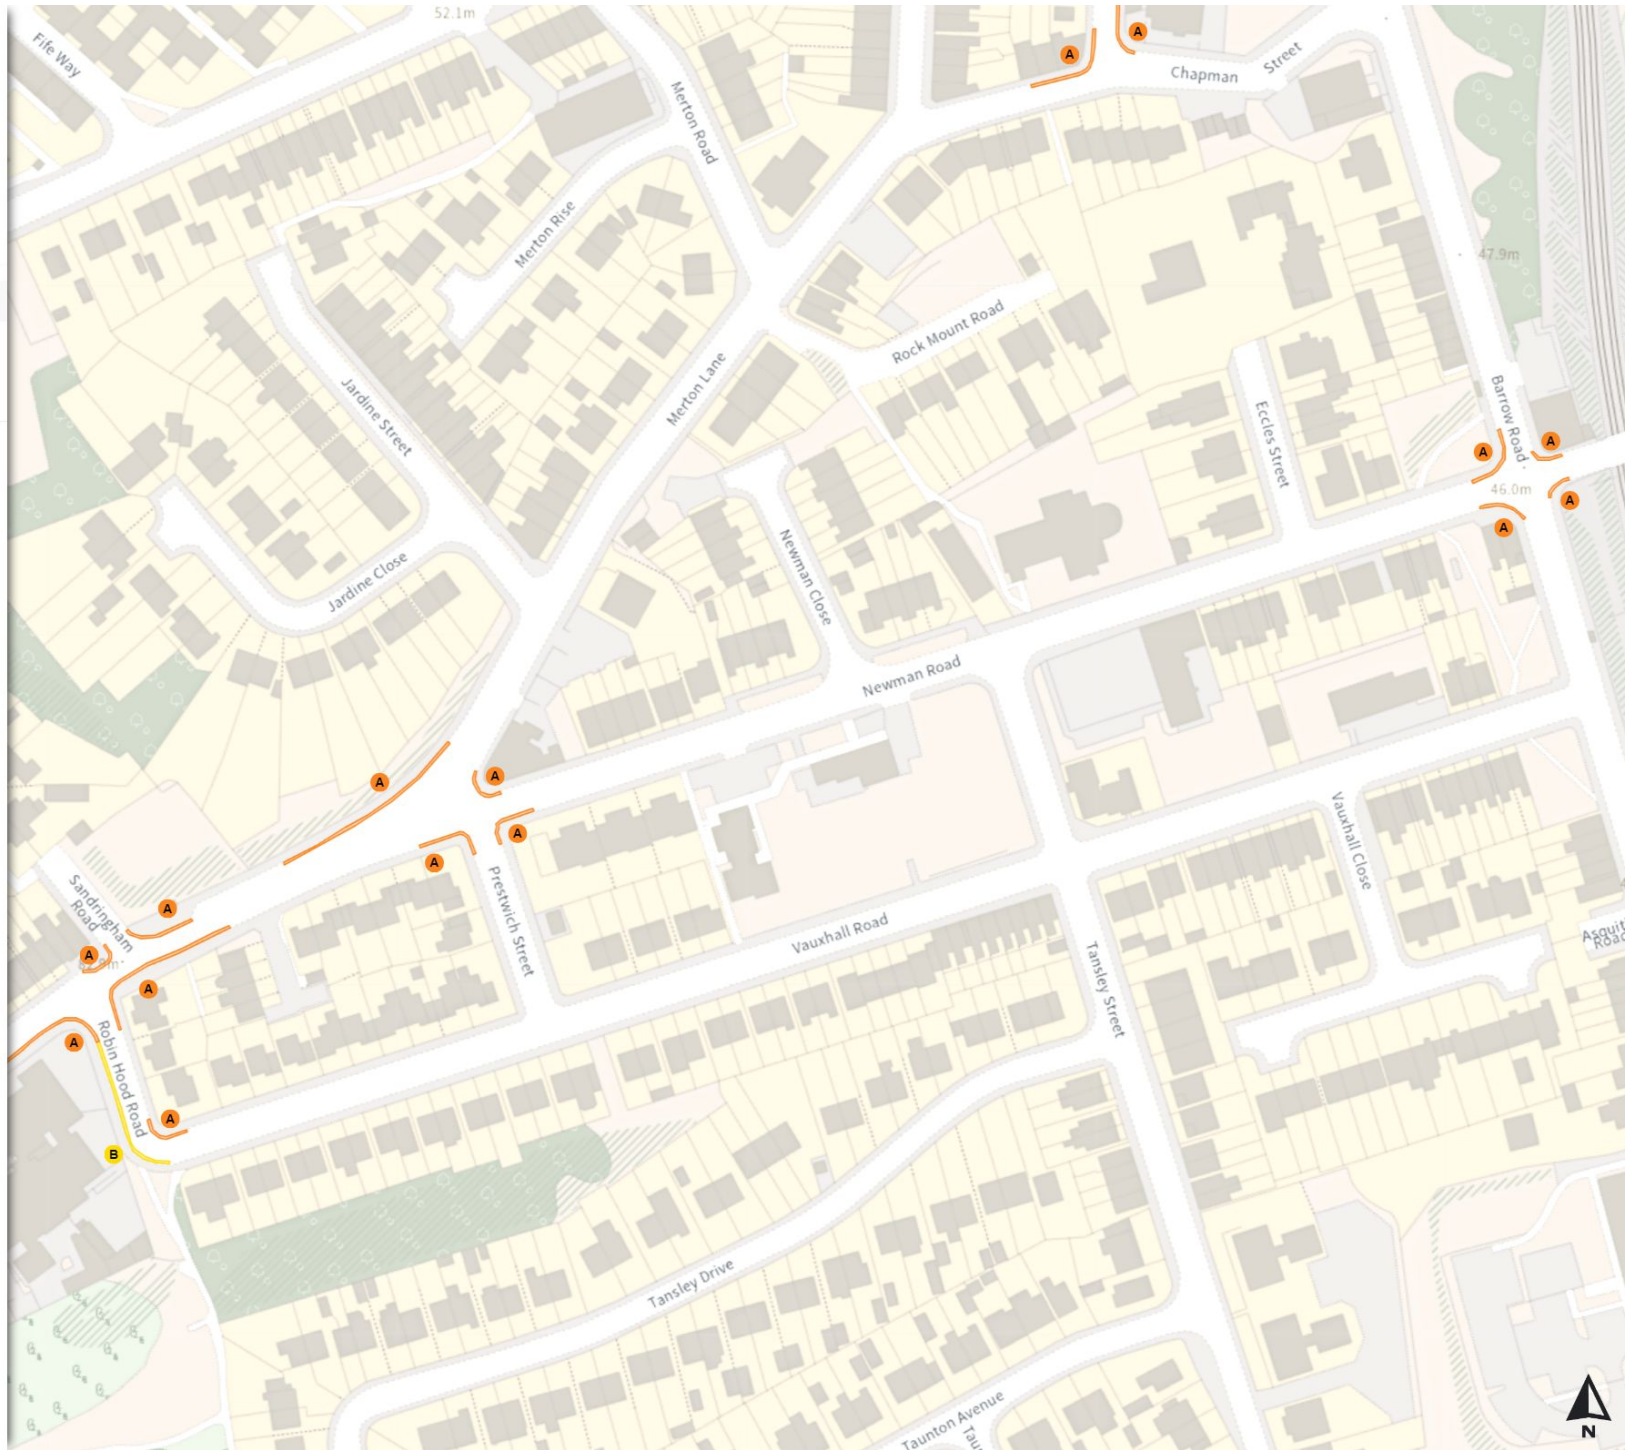 52.1m
Fife Way
A
A
Chapman
Street
Merton Road
Merton Rise
47.9m
Rock Mount Road
Jardine Street
Merton Lane
Barrow Road
Eccles Street
A
A
46.0m
A
A
Newman Close
Jardine Close
Newman Road
A
A
A
A
Vauxhall Close
Prestwich Street
Sandringham
Road
A
A
Vauxhall Road
Tansley Street
A
A
Robin Hood Road
A
B
Tansley Drive
Taunton Avenue
N